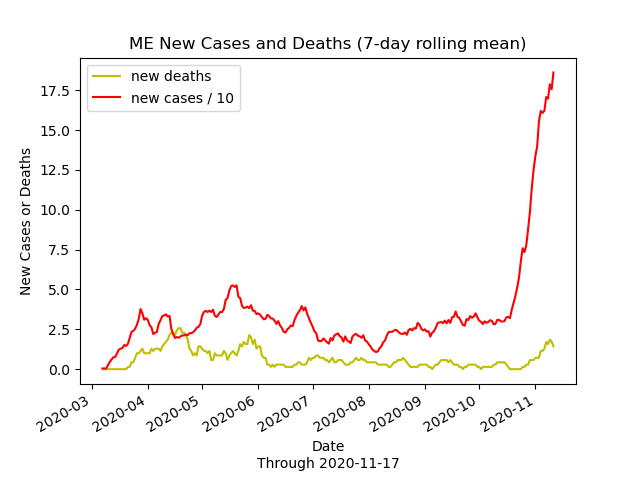 ME New Cases and Deaths (7-day rolling mean)
new deaths
new cases / 10
17.5
15.0
12.5
10.0
7.5
5.0
2.5
0.0
New Cases or Deaths
2020-03
2020-04
2020-05
2020-06
2020-07
2020-08
2020-09
2020-10
2020-11
Date
Through 2020-11-17